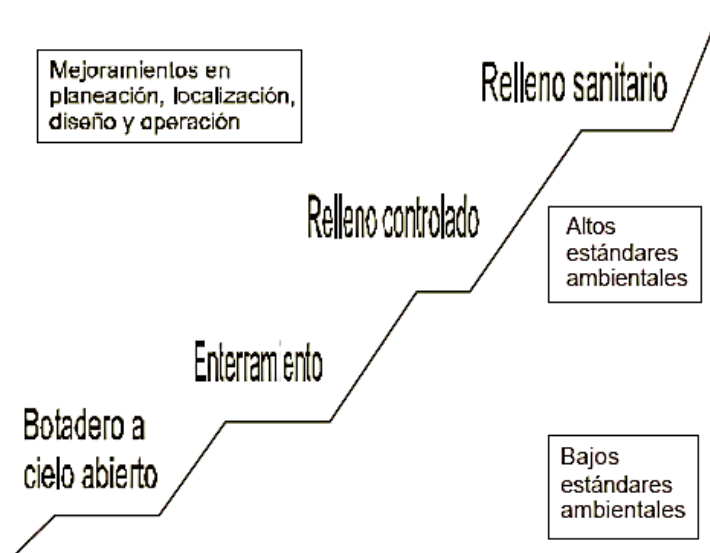 Mejoramientos en
planeación, localización,
diseño y operación
Relleno sanitario
Relleno controlado
Altos
estándares
ambientales
Enterramiento
Botadero a
cielo abierto
Bajos
estándares
ambientales